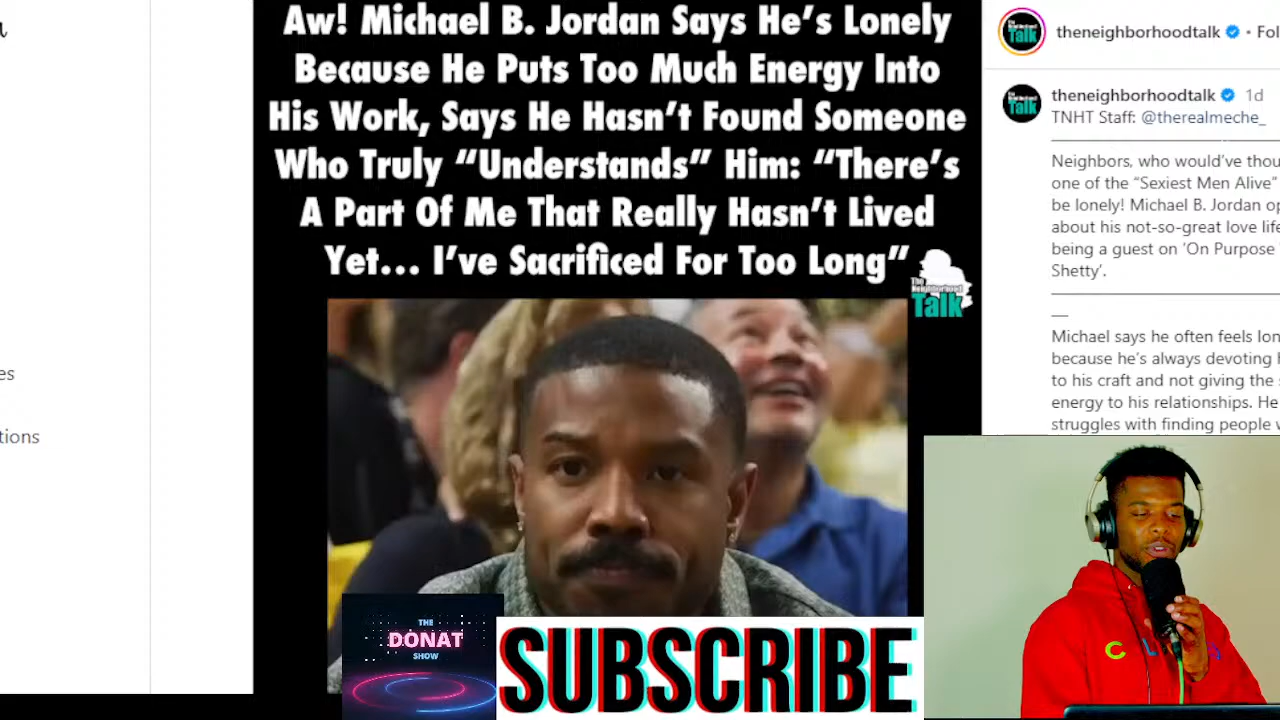 Aw! Michael B. Jordan Says He's Lonely
Because He Puts Too Much Energy Into
His Work, Says He Hasn't Found Someone
Who Truly “Understands” Him: “There's
A Part Of Me That Really Hasn't Lived
Yet... I've Sacrificed For Too Long”
The
Neighborhood
Talk
theneighborhoodtalk • Fol
theneighborhoodtalk 1d
TNHT Staff: @therealmeche_
Neighbors, who would've thou
one of the “Sexiest Men Alive”
be lonely! Michael B. Jordan op
about his not-so-great love life
being a guest on ‘On Purpose
Shetty’.
Michael says he often feels lon
because he's always devoting h
to his craft and not giving the s
energy to his relationships. He
struggles with finding people w
es
tions
THE
DONAT
SHOW
SUBSCRIBE